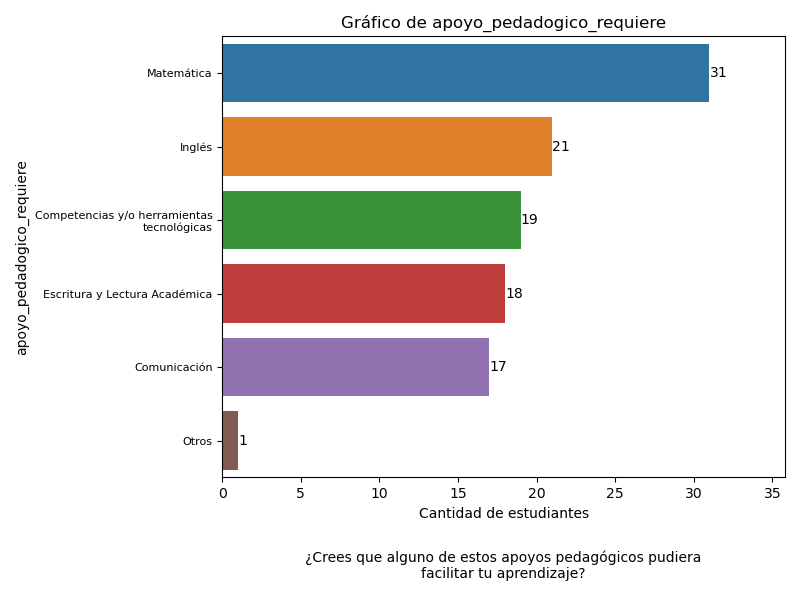 Gráfico de apoyo_pedadogico_requiere
apoyo_pedadogico_requiere
Matemática
31
Inglés
21
Competencias y/o herramientas
tecnológicas
19
Escritura y Lectura Académica
18
Comunicación
17
Otros
1
0 5 10 15 20 25 30 35
Cantidad de estudiantes
¿Crees que alguno de estos apoyos pedagógicos pudiera
facilitar tu aprendizaje?